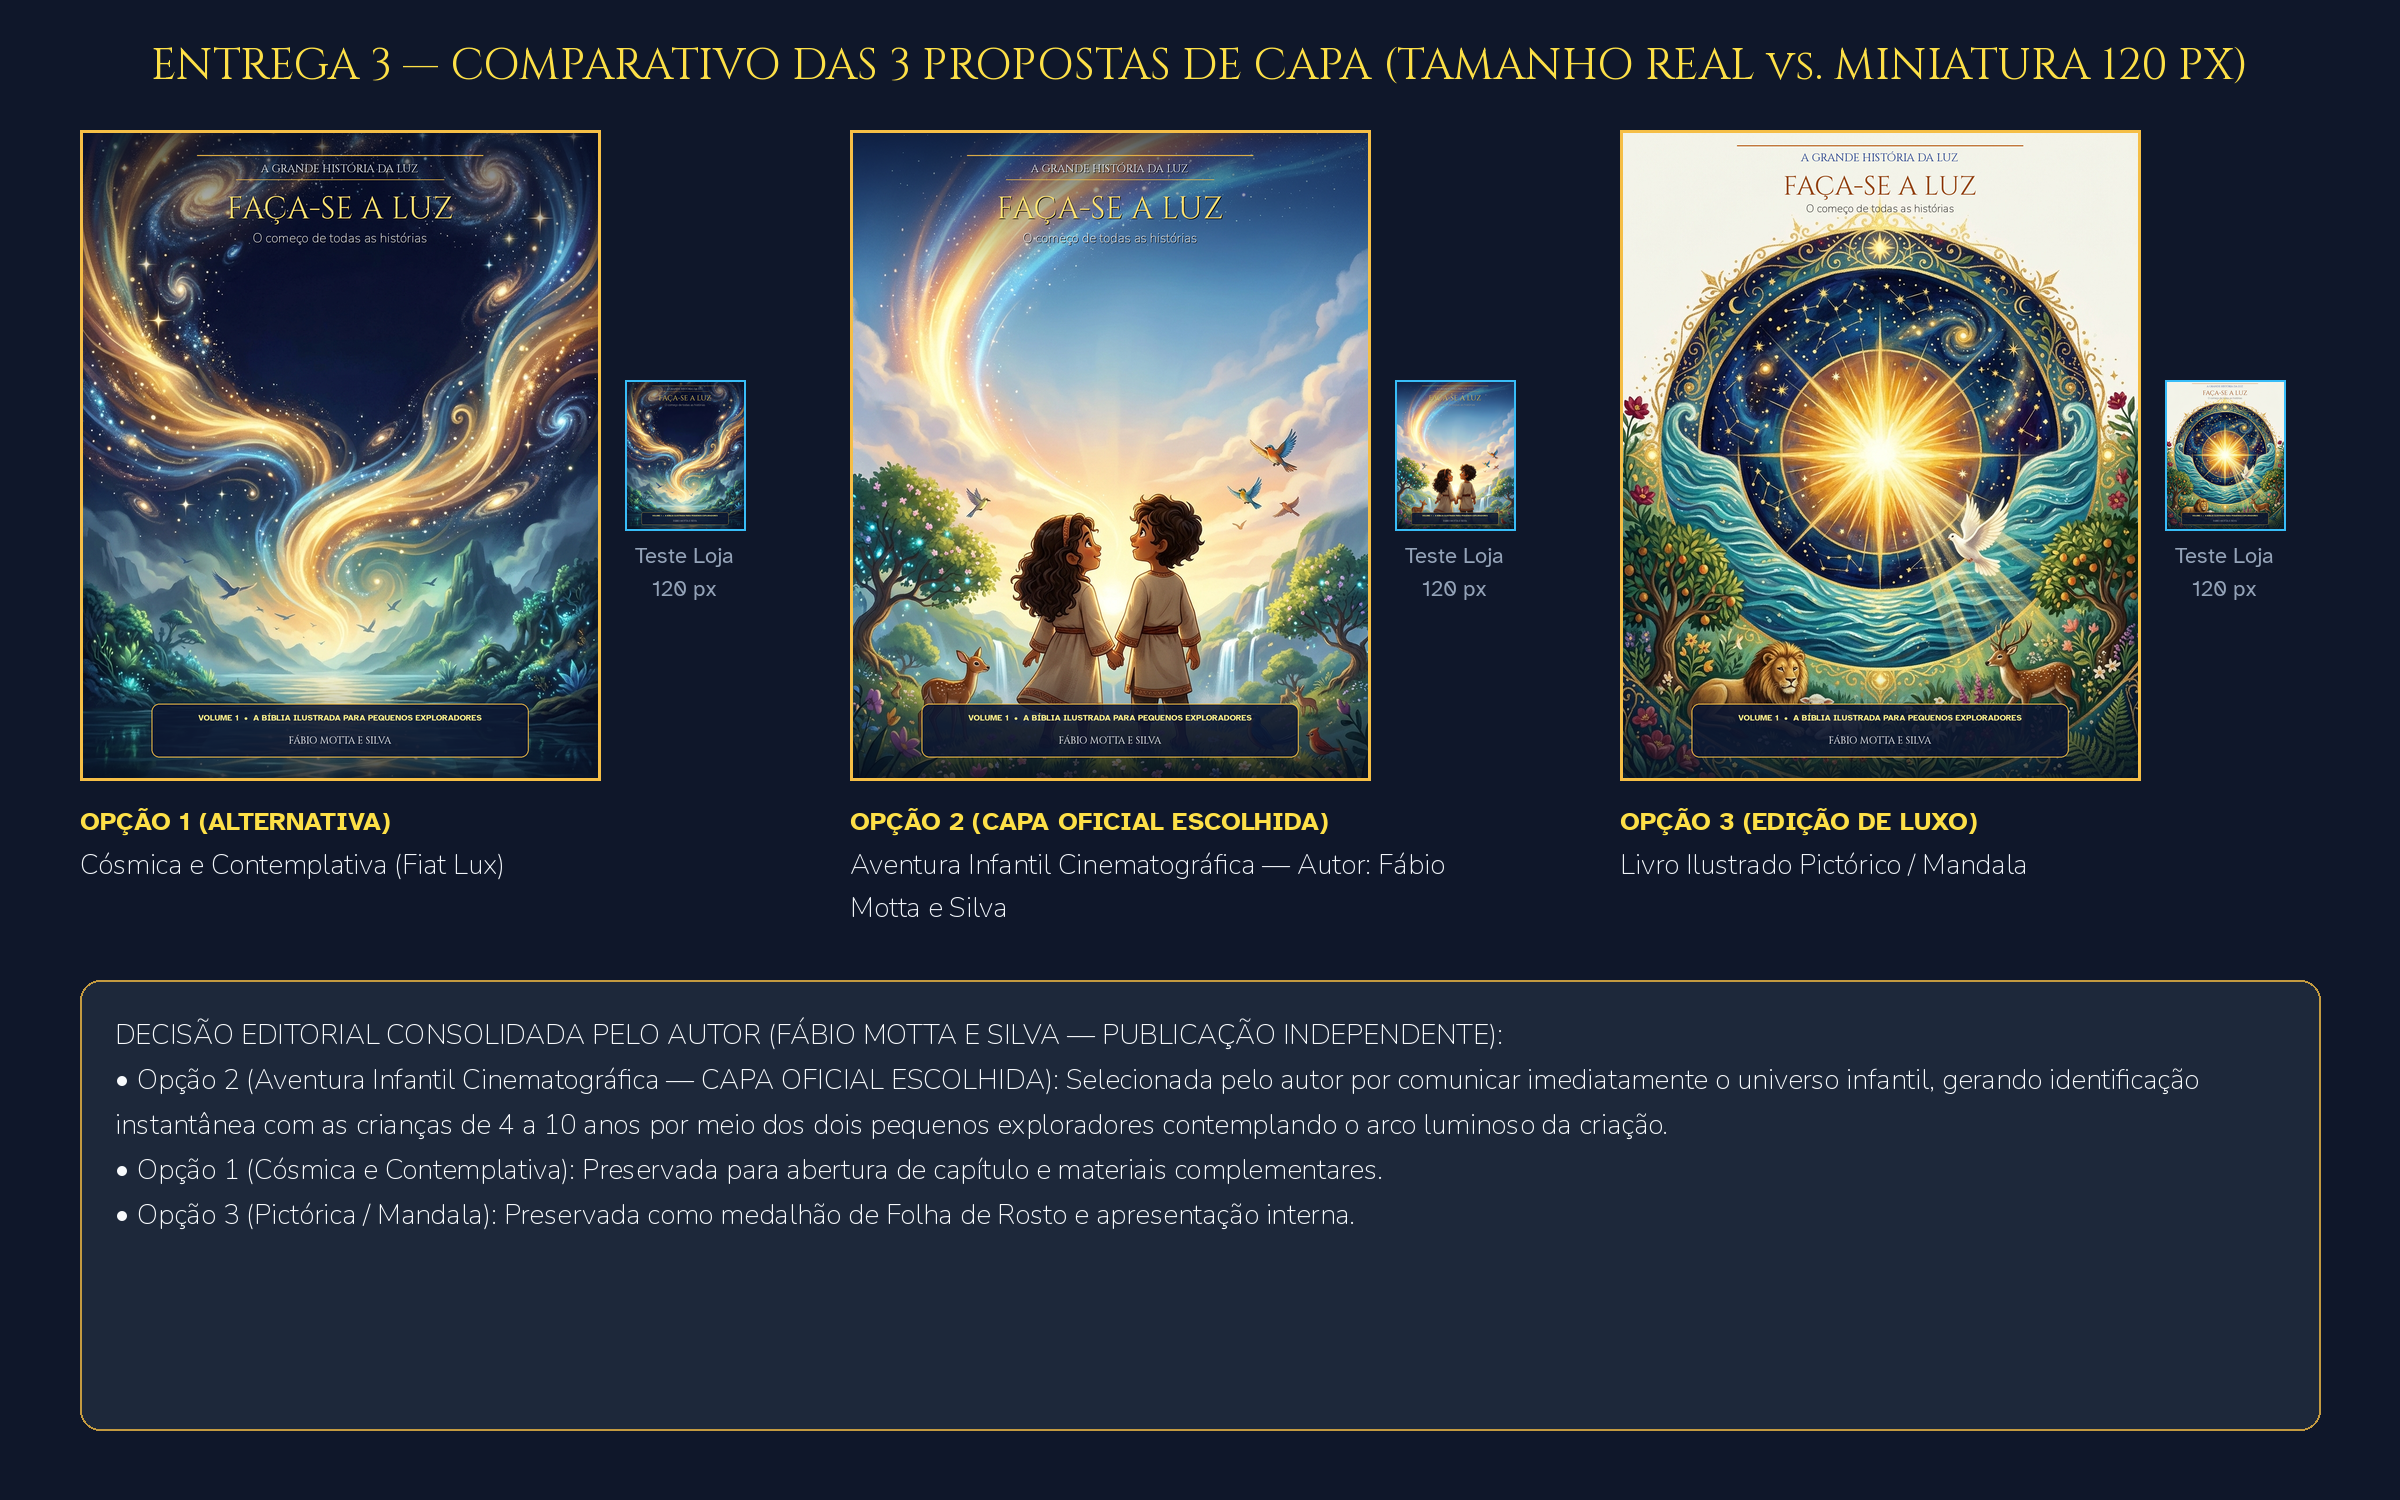 ENTREGA 3 — COMPARATIVO DAS 3 PROPOSTAS DE CAPA (TAMANHO REAL vs. MINIATURA 120 PX)
A GRANDE HISTÓRIA DA LUZ
FAÇA-SE A LUZ
O começo de todas as histórias
VOLUME 1 • A BÍBLIA ILUSTRADA PARA PEQUENOS EXPLORADORES
FÁBIO MOTTA E SILVA
FAÇA-SE A LUZ
Teste Loja
120 px
OPÇÃO 1 (ALTERNATIVA)
Cósmica e Contemplativa (Fiat Lux)
A GRANDE HISTÓRIA DA LUZ
FAÇA-SE A LUZ
O começo de todas as histórias
VOLUME 1 • A BÍBLIA ILUSTRADA PARA PEQUENOS EXPLORADORES
FÁBIO MOTTA E SILVA
FAÇA-SE A LUZ
Teste Loja
120 px
OPÇÃO 2 (CAPA OFICIAL ESCOLHIDA)
Aventura Infantil Cinematográfica — Autor: Fábio
Motta e Silva
A GRANDE HISTÓRIA DA LUZ
FAÇA-SE A LUZ
O começo de todas as histórias
VOLUME 1 • A BÍBLIA ILUSTRADA PARA PEQUENOS EXPLORADORES
FÁBIO MOTTA E SILVA
FAÇA-SE A LUZ
Teste Loja
120 px
OPÇÃO 3 (EDIÇÃO DE LUXO)
Livro Ilustrado Pictórico / Mandala
DECISÃO EDITORIAL CONSOLIDADA PELO AUTOR (FÁBIO MOTTA E SILVA — PUBLICAÇÃO INDEPENDENTE):
• Opção 2 (Aventura Infantil Cinematográfica — CAPA OFICIAL ESCOLHIDA): Selecionada pelo autor por comunicar imediatamente o universo infantil, gerando identificação
instantânea com as crianças de 4 a 10 anos por meio dos dois pequenos exploradores contemplando o arco luminoso da criação.
• Opção 1 (Cósmica e Contemplativa): Preservada para abertura de capítulo e materiais complementares.
• Opção 3 (Pictórica / Mandala): Preservada como medalhão de Folha de Rosto e apresentação interna.